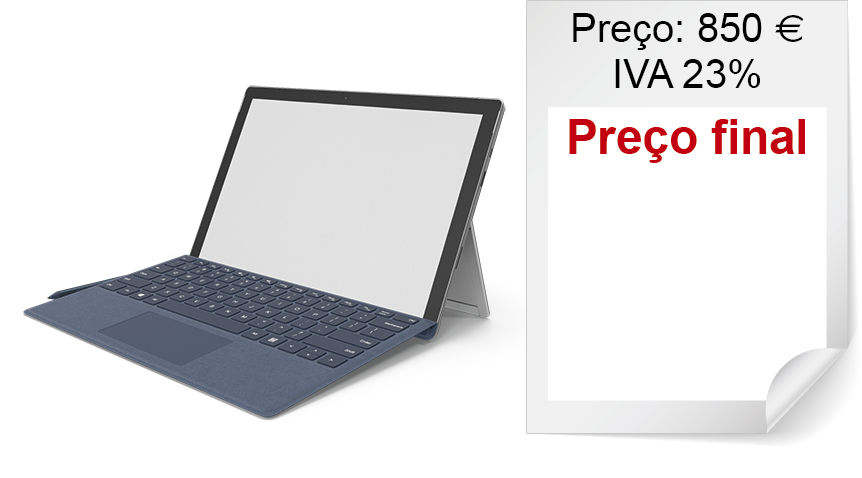 Preço: 850 €
IVA 23%
Preço final